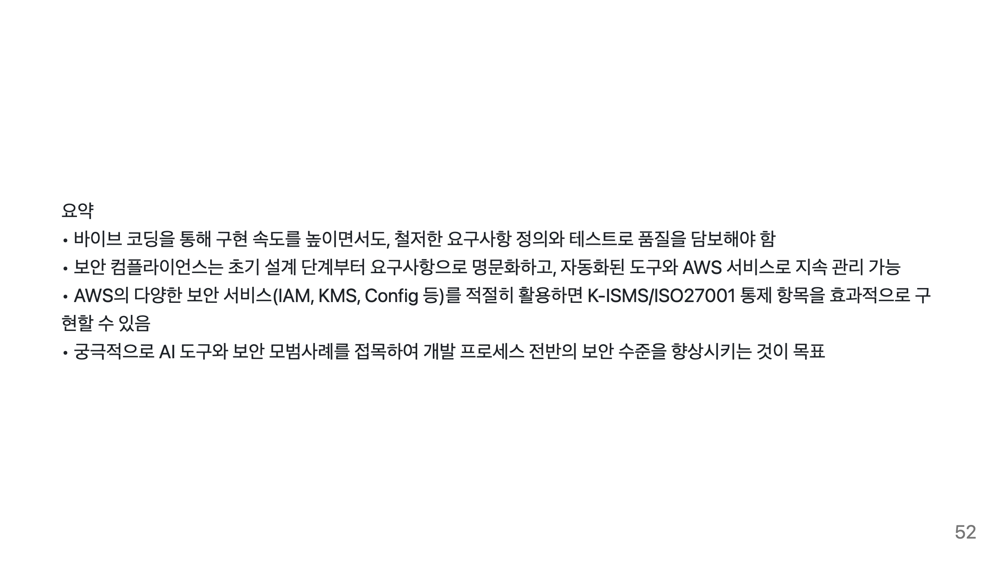 요약
• 바이브 코딩을 통해 구현 속도를 높이면서도, 철저한 요구사항 정의와 테스트로 품질을 담보해야 함
• 보안 컴플라이언스는 초기 설계 단계부터 요구사항으로 명문화하고, 자동화된 도구와 AWS 서비스로 지속 관리 가능
• AWS의 다양한 보안 서비스(IAM, KMS, Config 등)를 적절히 활용하면 K-ISMS/ISO27001 통제 항목을 효과적으로 구
현할 수 있음
• 궁극적으로 AI 도구와 보안 모범사례를 접목하여 개발 프로세스 전반의 보안 수준을 향상시키는 것이 목표
52